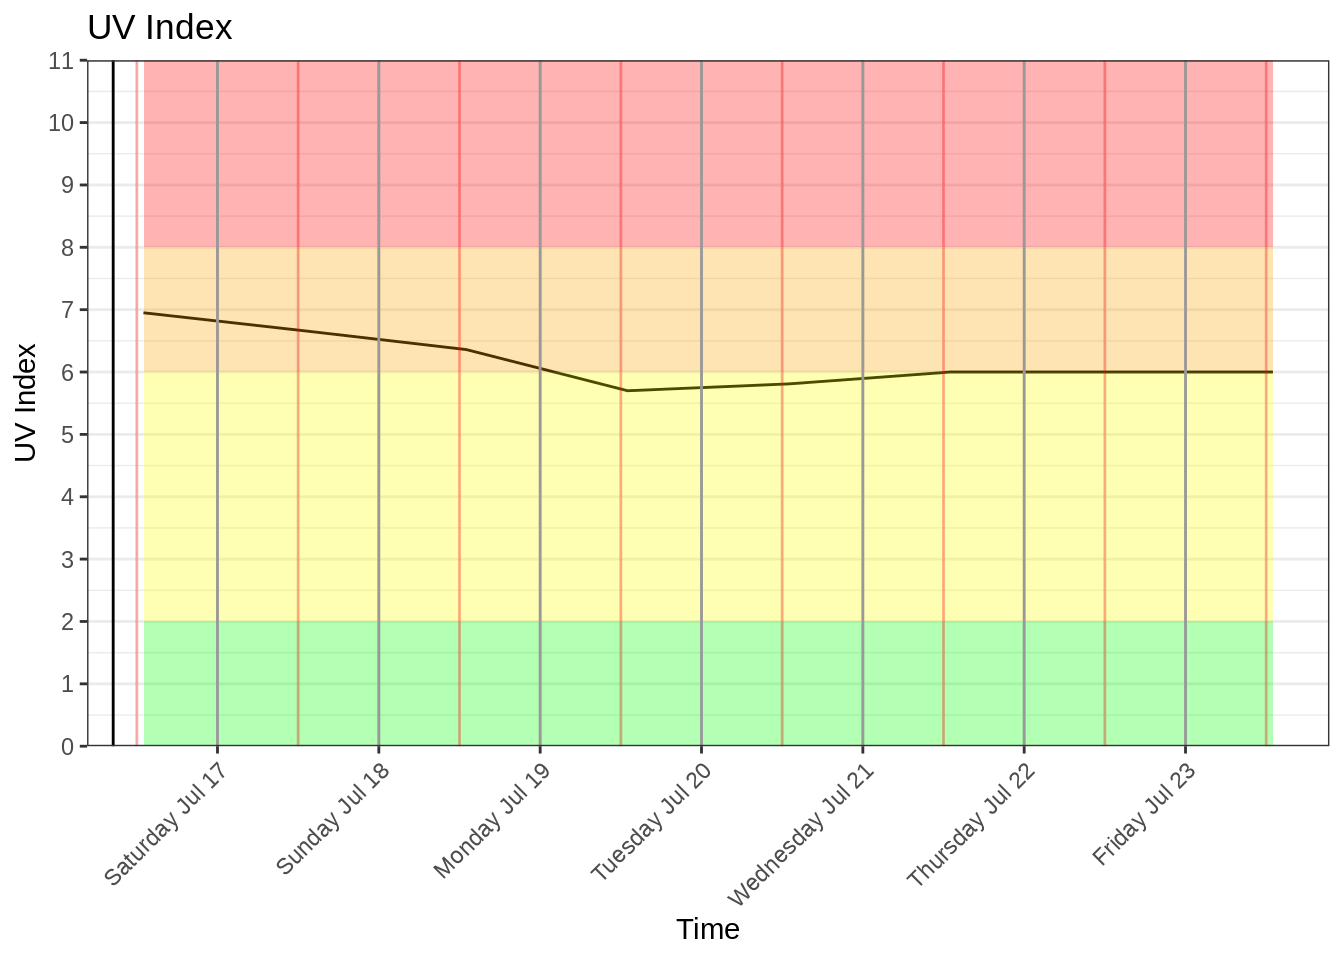 UV Index
11
10
9
8
7
6
5
4
3
2
1
0
UV Index
Saturday Jul 17
Sunday Jul 18
Monday Jul 19
Tuesday Jul 20
Wednesday Jul 21
Thursday Jul 22
Friday Jul 23
Time